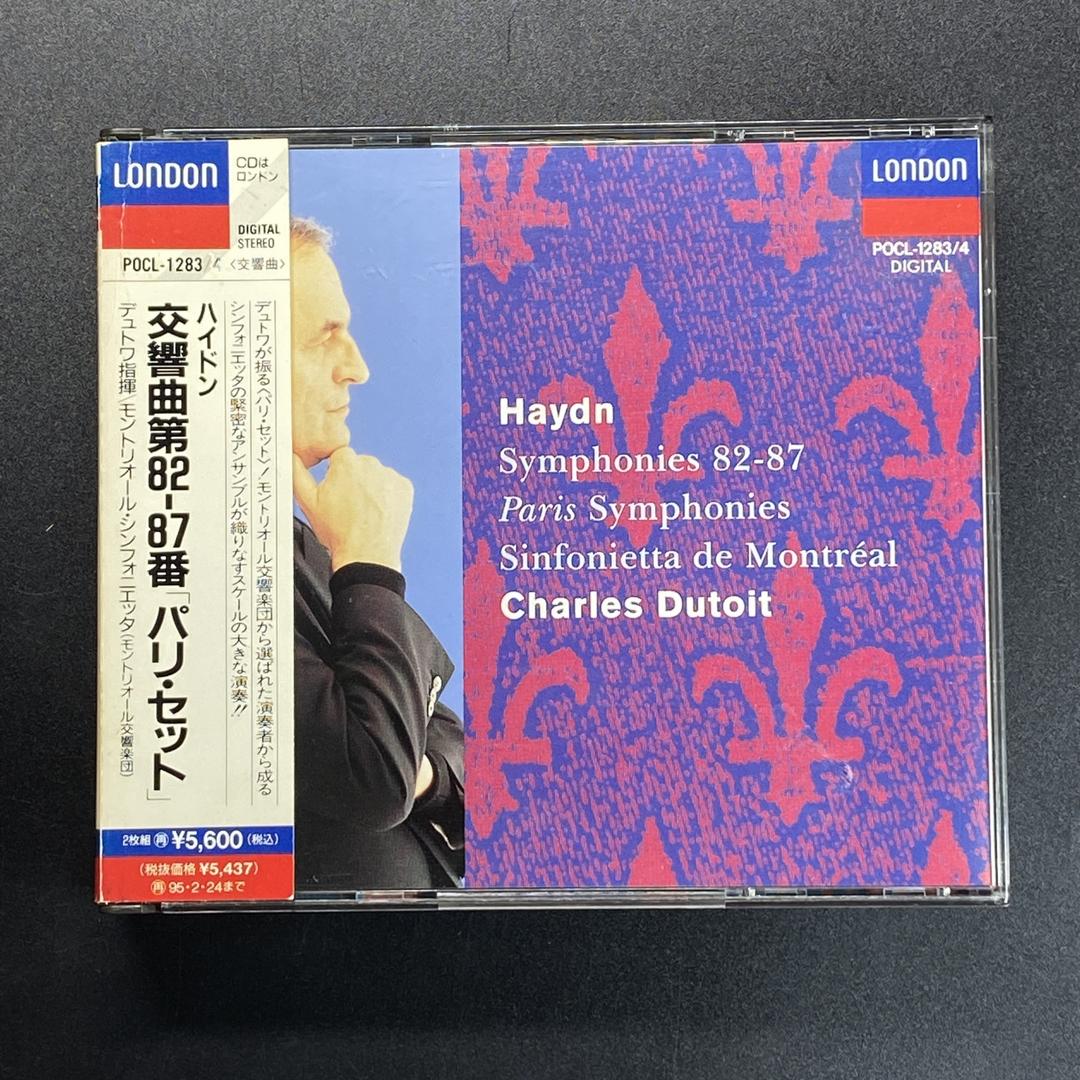 LONDON
CDは
ロンドン
DIGITAL
STEREO
POCL-1283/4〈交響曲〉
デュトワが振る〈パリ・セット〉！モントリオール交響楽団から選ばれた演奏者から成る
シンフォニエッタの緊密なアンサンブルが織りなすスケールの大きな演奏!!
ハイドン
交響曲第82-87番「パリ・セット」
デュトワ指揮/モントリオール・シンフォニエッタ(モントリオール交響楽団)
2枚組 再 ¥5,600(税込)
(税抜価格 ¥5,437)
再 95・2・24まで
LONDON
POCL-1283/4
DIGITAL
Haydn
Symphonies 82-87
Paris Symphonies
Sinfonietta de Montréal
Charles Dutoit